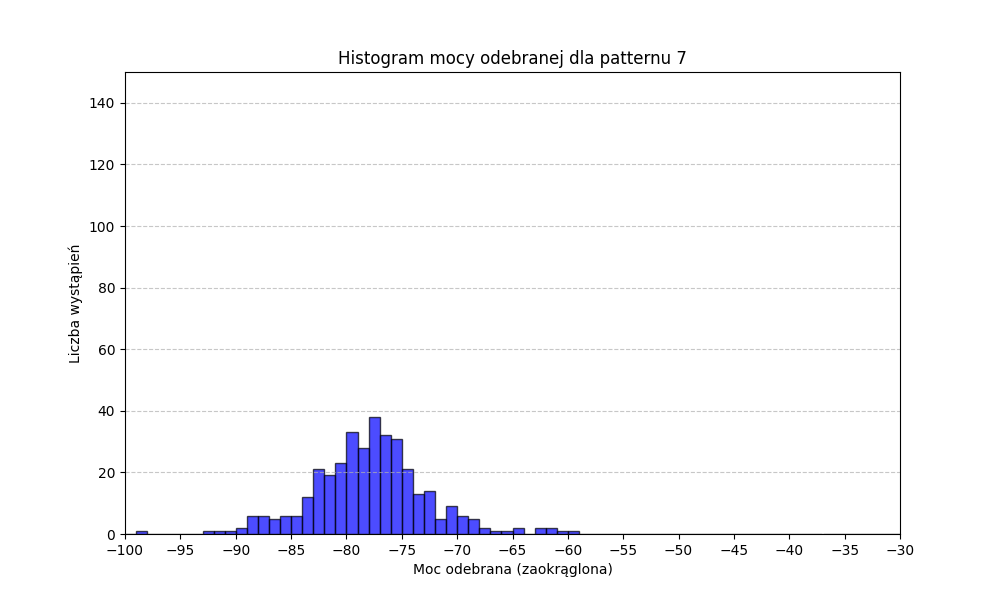 Histogram mocy odebranej dla patternu 7
140
120
100
80
60
40
20
0
Liczba wystąpień
−100 −95 −90 −85 −80 −75 −70 −65 −60 −55 −50 −45 −40 −35 −30
Moc odebrana (zaokrąglona)